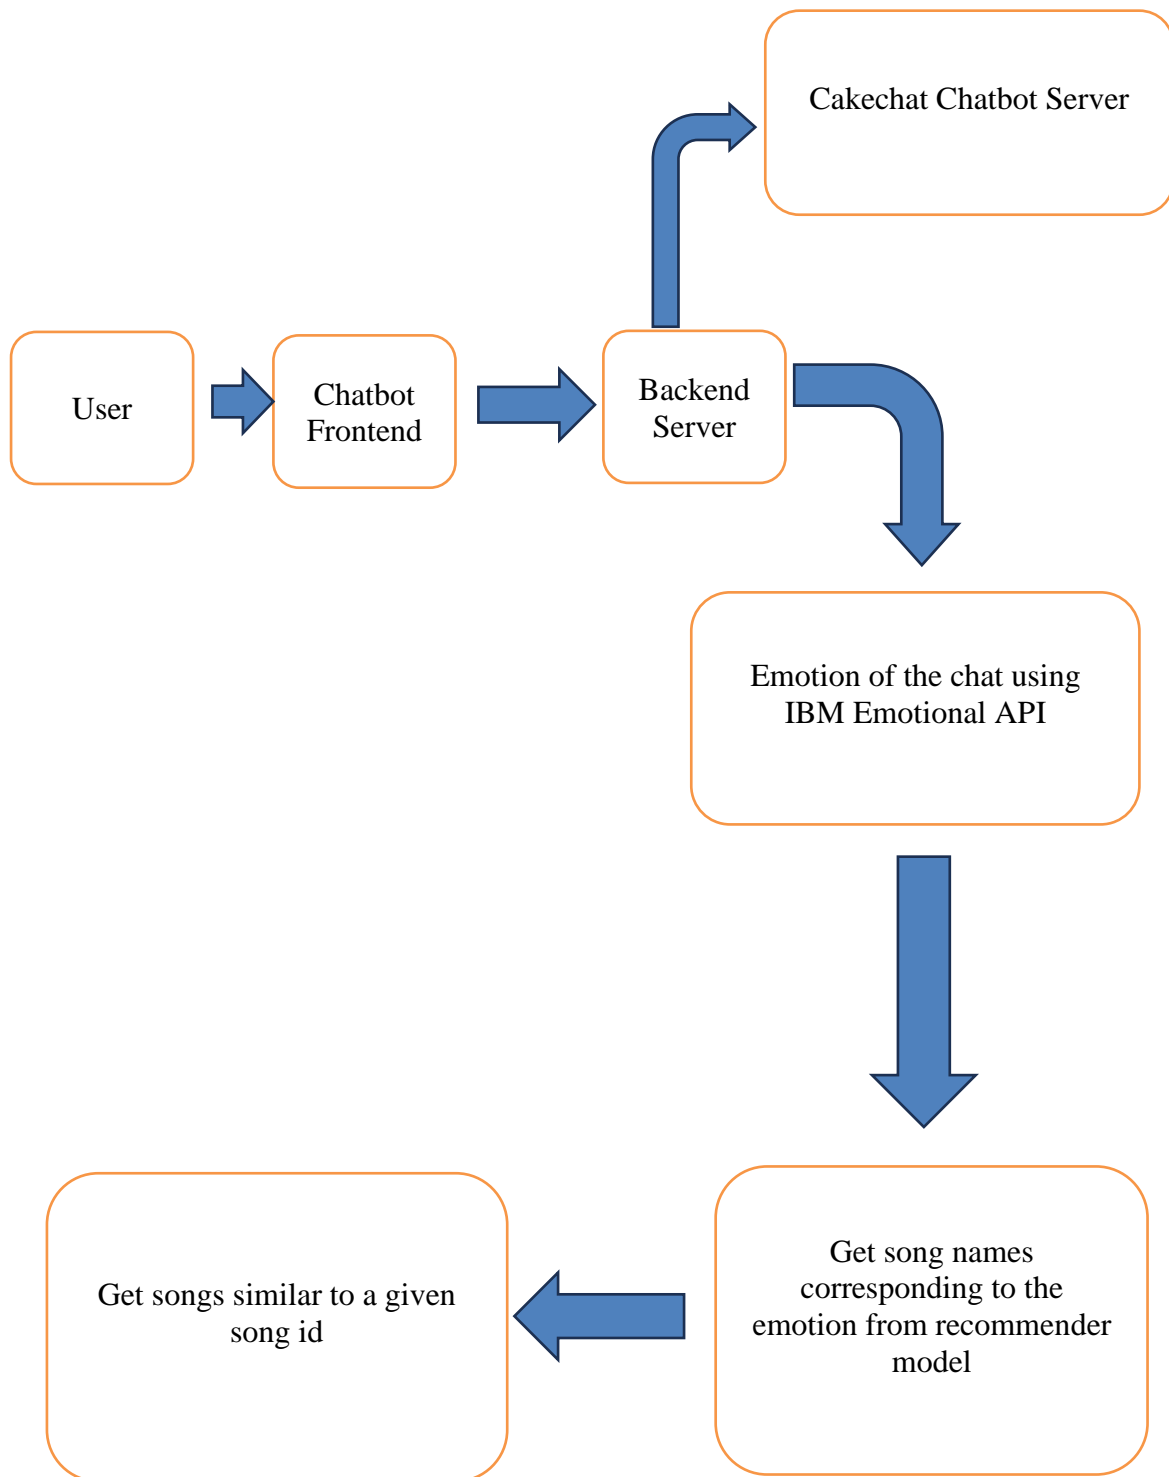 Cakechat Chatbot Server
User
Chatbot
Frontend
Backend
Server
Emotion of the chat using
IBM Emotional API
Get song names
corresponding to the
emotion from recommender
model
Get songs similar to a given
song id